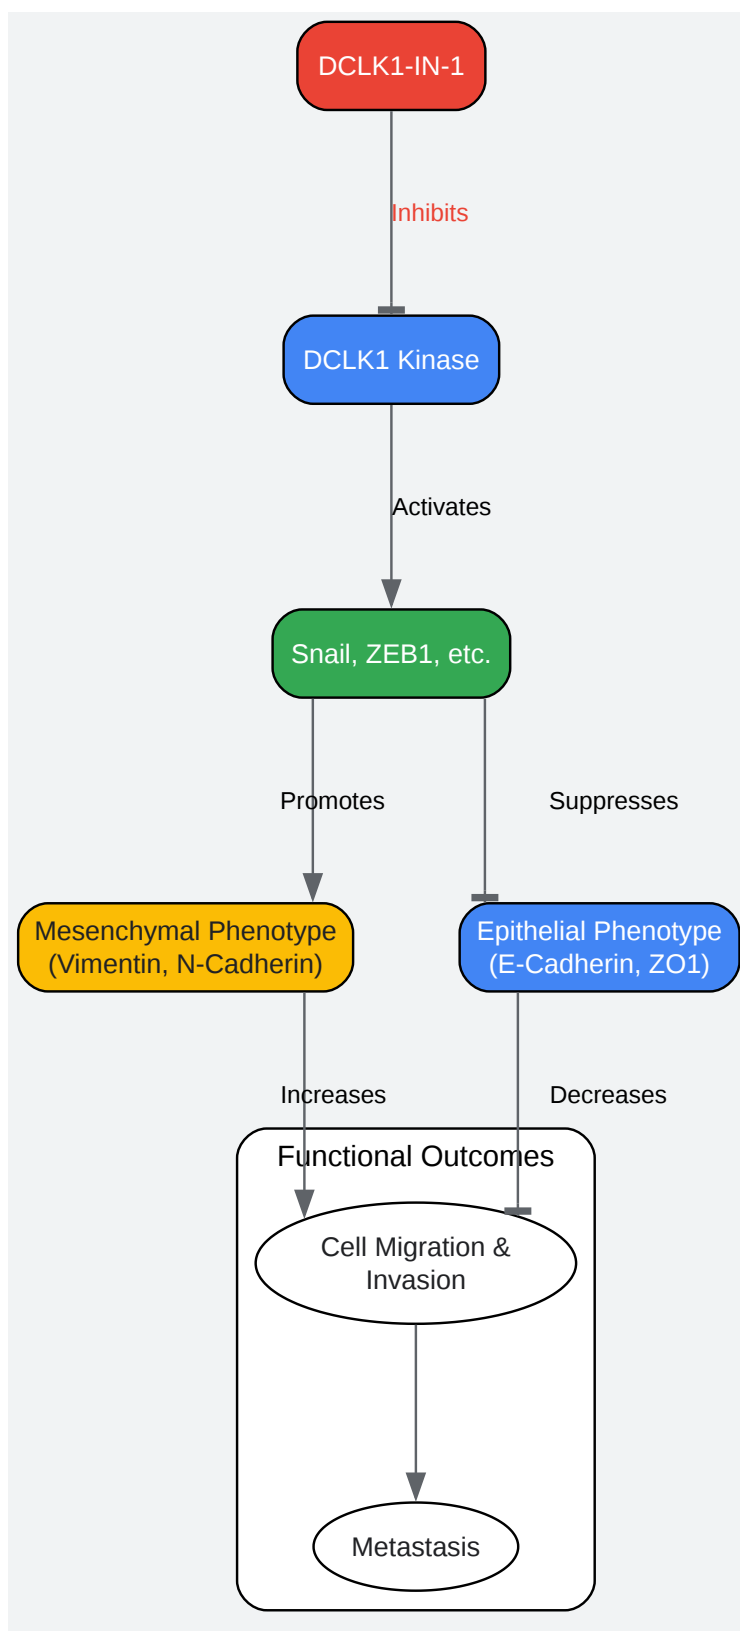 DCLK1-IN-1
Inhibits
DCLK1 Kinase
Activates
Snail, ZEB1, etc.
Promotes
Suppresses
Mesenchymal Phenotype
(Vimentin, N-Cadherin)
Epithelial Phenotype
(E-Cadherin, ZO1)
Increases
Decreases
Functional Outcomes
Cell Migration &
Invasion
Metastasis